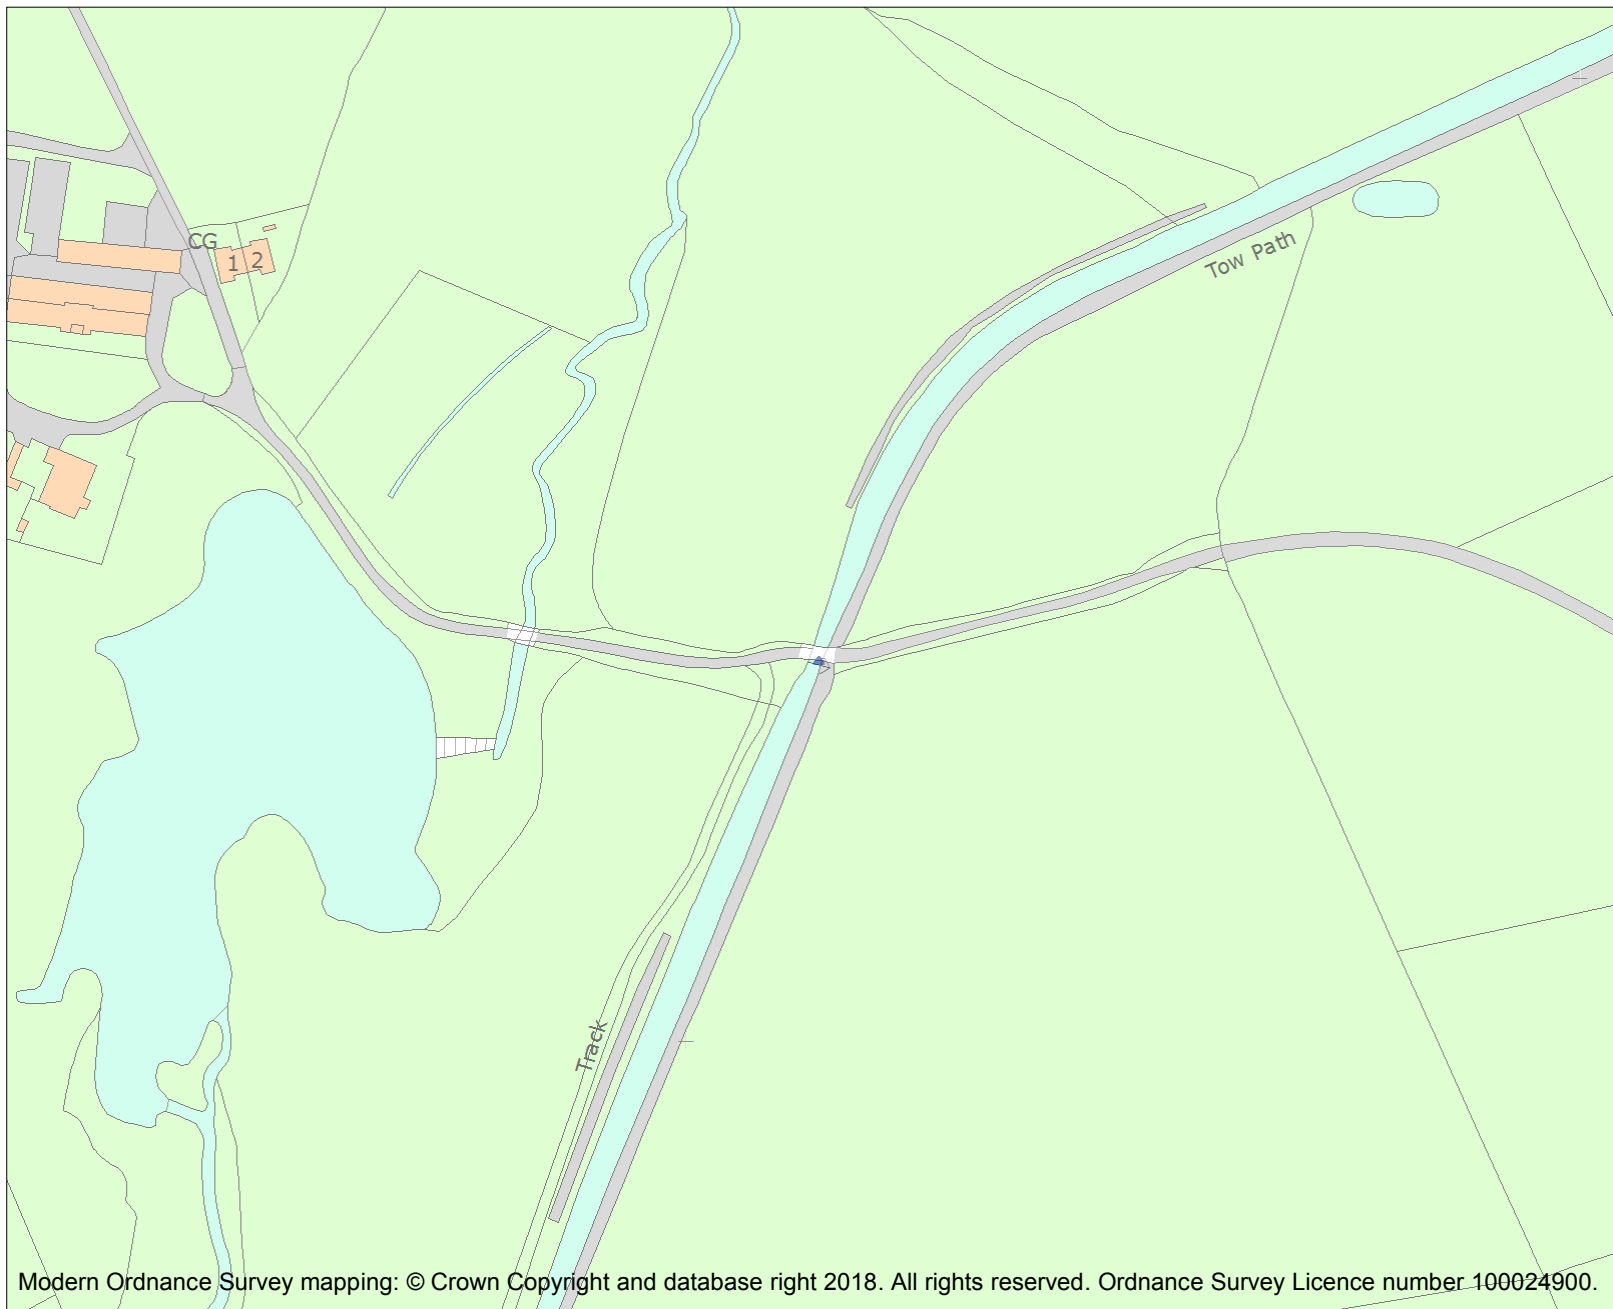 CG
1 2
Tow Path
Track
Modern Ordnance Survey mapping: © Crown Copyright and database right 2018. All rights reserved. Ordnance Survey Licence number 100024900.